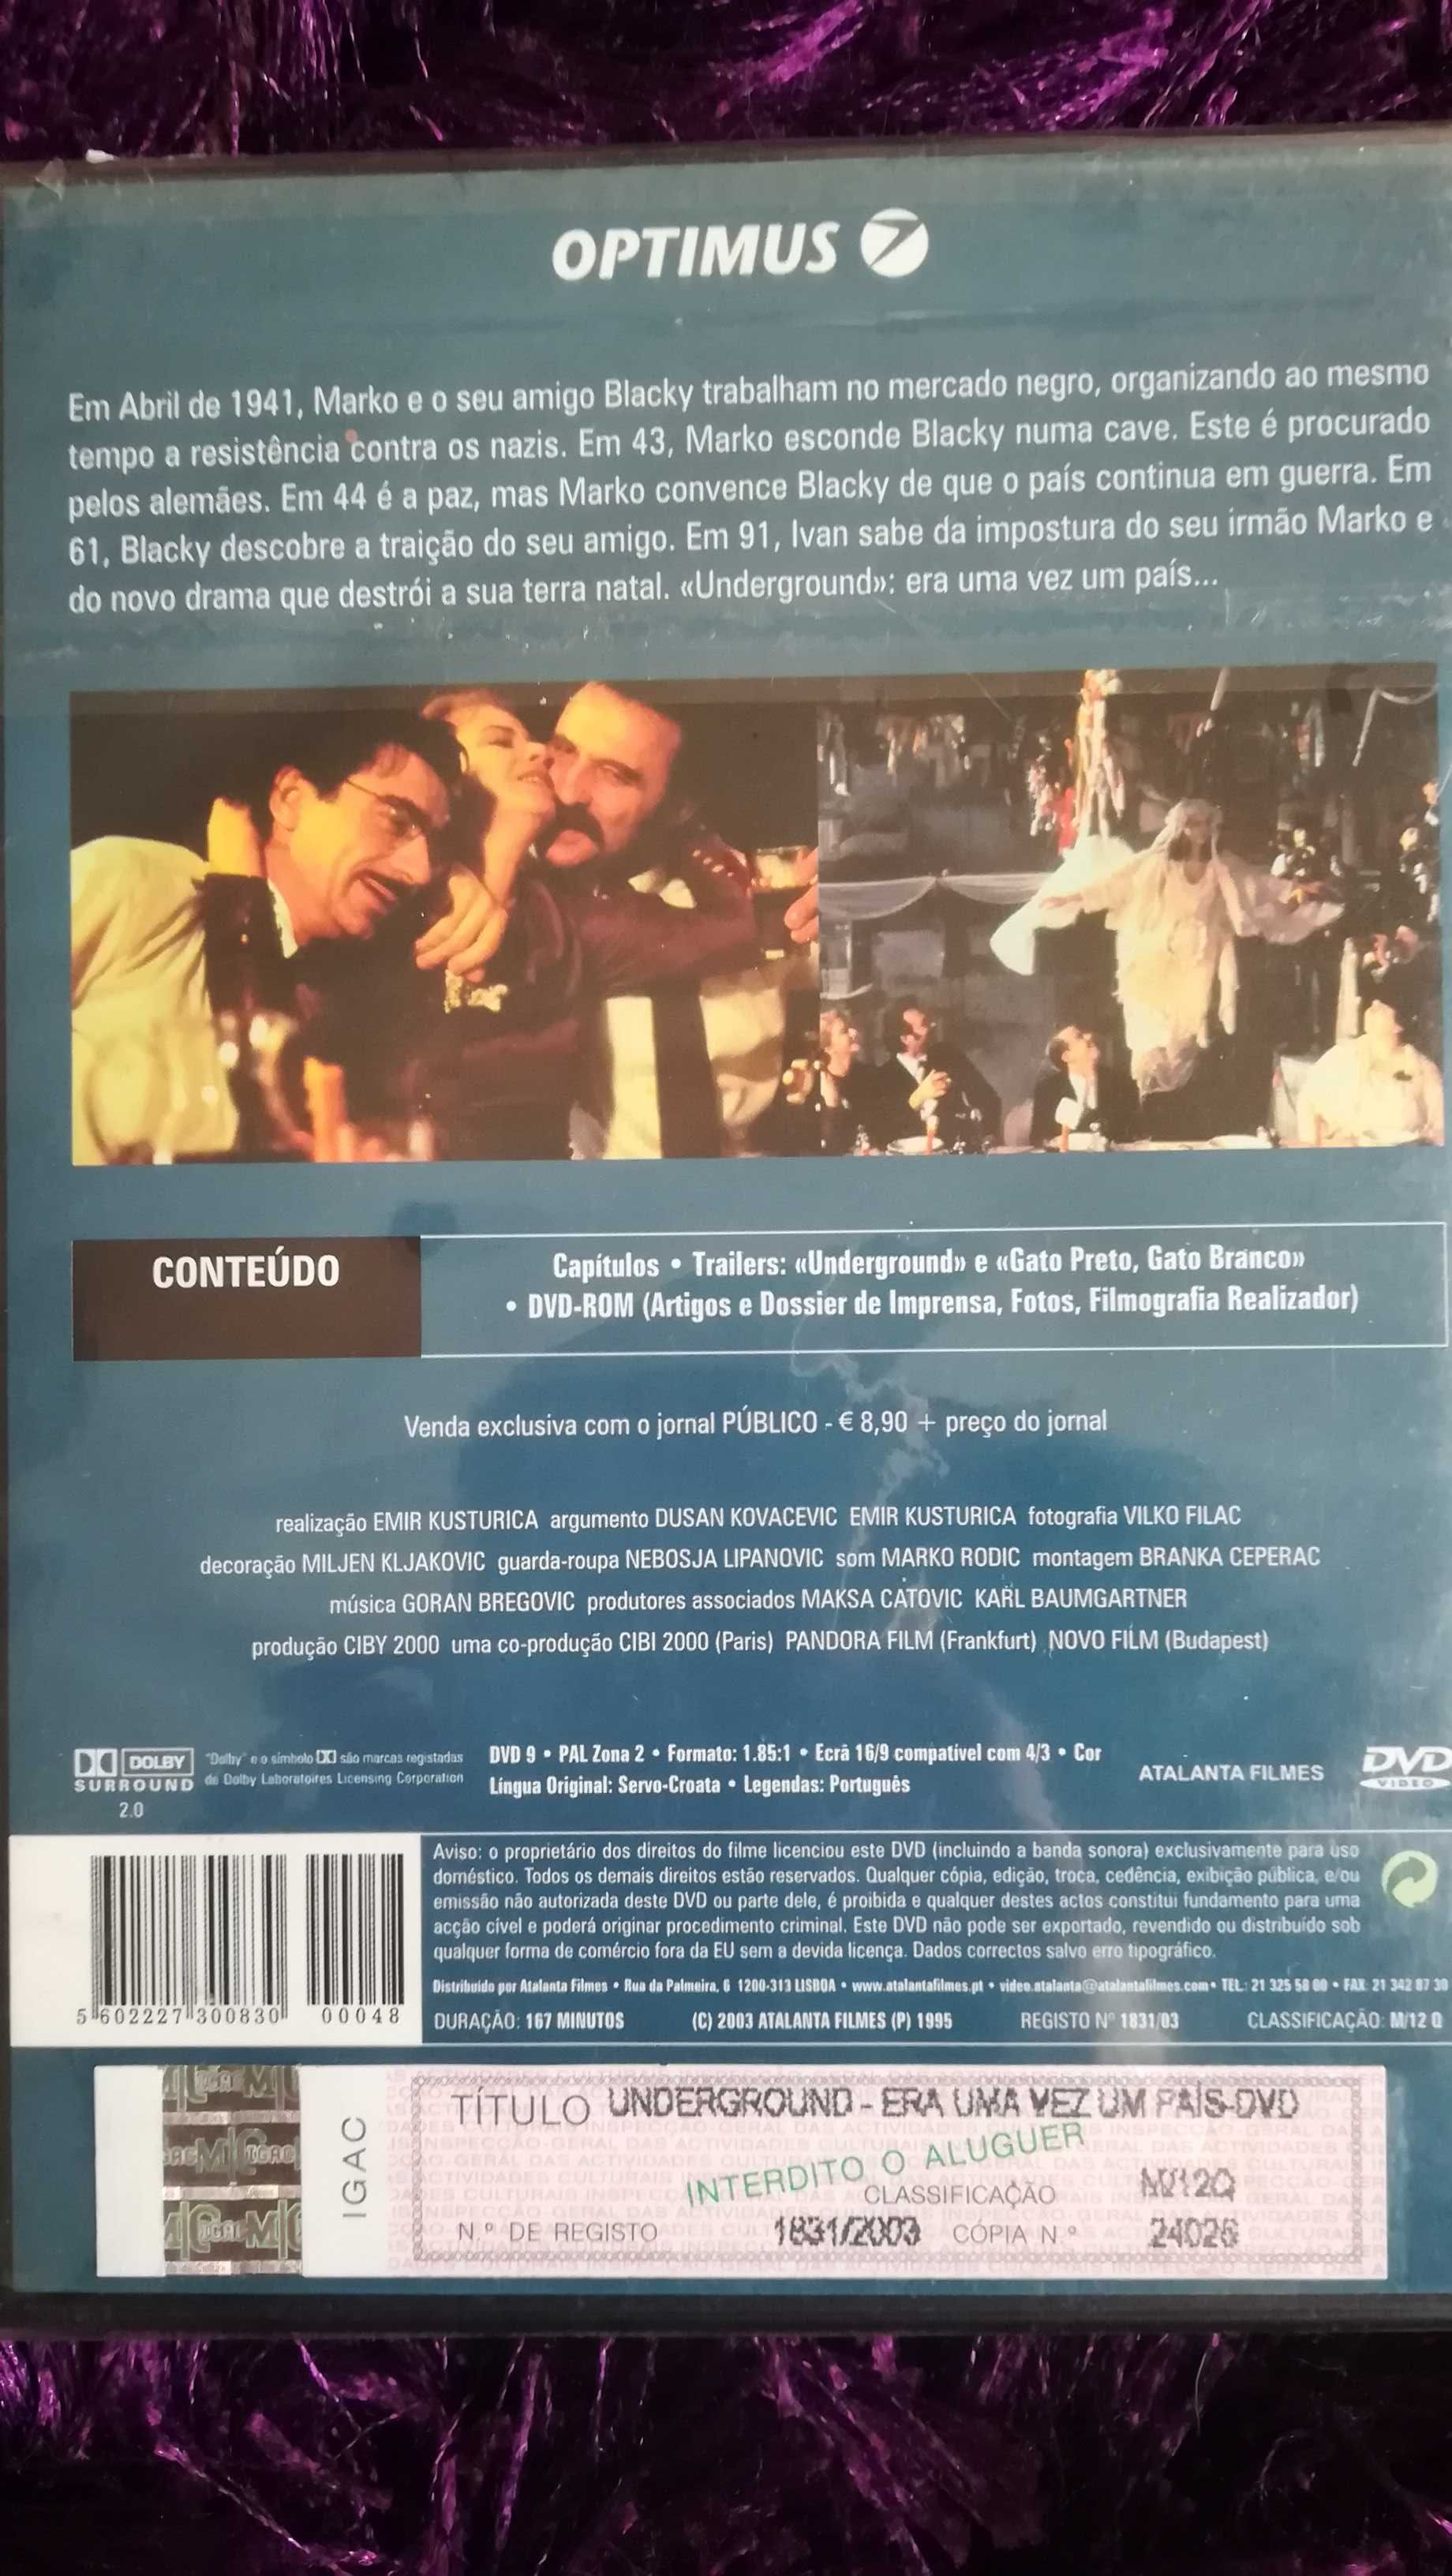 OPTIMUS
Em Abril de 1941, Marko e o seu amigo Blacky trabalham no mercado negro, organizando ao mesmo
tempo a resistência contra os nazis. Em 43, Marko esconde Blacky numa cave. Este é procurado
pelos alemães. Em 44 é a paz, mas Marko convence Blacky de que o país continua em guerra. Em
61, Blacky descobre a traição do seu amigo. Em 91, Ivan sabe da impostura do seu irmão Marko e
do novo drama que destrói a sua terra natal. «Underground»: era uma vez um país...
CONTEÚDO
Capítulos • Trailers: «Underground» e «Gato Preto, Gato Branco»
• DVD-ROM (Artigos e Dossier de Imprensa, Fotos, Filmografia Realizador)
Venda exclusiva com o jornal PÚBLICO - € 8,90 + preço do jornal
realização EMIR KUSTURICA argumento DUSAN KOVACEVIC EMIR KUSTURICA fotografia VILKO FILAC
decoração MILJEN KLJAKOVIC guarda-roupa NEBOSJA LIPANOVIC som MARKO RODIC montagem BRANKA CEPERAC
música GORAN BREGOVIC produtores associados MAKSA CATOVIC KARL BAUMGARTNER
produção CIBY 2000 uma co-produção CIBI 2000 (Paris) PANDORA FILM (Frankfurt) NOVO FILM (Budapest)
DOLBY
SURROUND
2.0
"Dolby" e o símbolo são marcas registadas
de Dolby Laboratoires Licensing Corporation
DVD 9 • PAL Zona 2 • Formato: 1.85:1 • Ecrã 16/9 compatível com 4/3 • Cor
Língua Original: Servo-Croata • Legendas: Português
ATALANTA FILMES
DVD
VIDEO
Aviso: o proprietário dos direitos do filme licenciou este DVD (incluindo a banda sonora) exclusivamente para uso
doméstico. Todos os demais direitos estão reservados. Qualquer cópia, edição, troca, cedência, exibição pública, e/ou
emissão não autorizada deste DVD ou parte dele, é proibida e qualquer destes actos constitui fundamento para uma
acção cível e poderá originar procedimento criminal. Este DVD não pode ser exportado, revendido ou distribuído sob
qualquer forma de comércio fora da EU sem a devida licença. Dados correctos salvo erro tipográfico.
Distribuído por Atalanta Filmes • Rua da Palmeira, 6 1200-313 LISBOA • www.atalantafilmes.pt • video.atalanta@atalantafilmes.com • TEL.: 21 325 58 00 • FAX: 21 342 87 30
5 602227 300830 00048
DURAÇÃO: 167 MINUTOS (C) 2003 ATALANTA FILMES (P) 1995 REGISTO Nº 1831/03 CLASSIFICAÇÃO: M/12 Q
IGAC
TÍTULO UNDERGROUND - ERA UMA VEZ UM PAÍS-DVD
INTERDITO O ALUGUER
CLASSIFICAÇÃO M/12Q
N.º DE REGISTO 1831/2003 CÓPIA N.º 24026